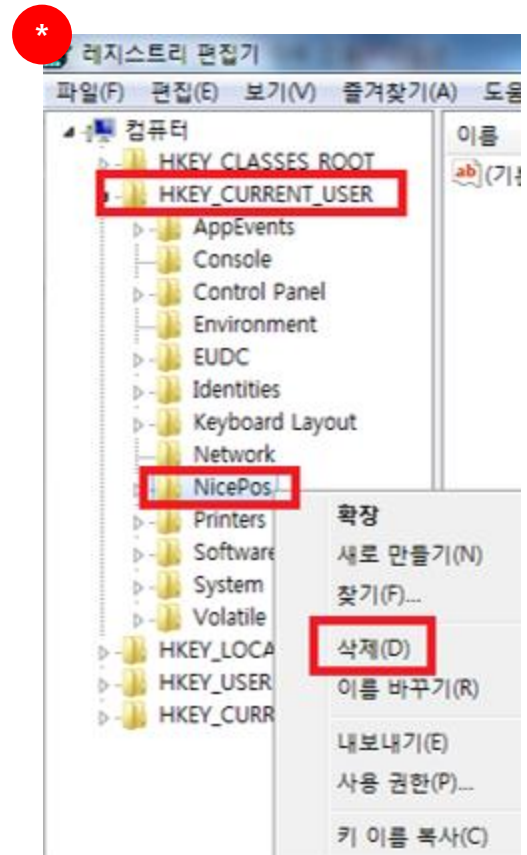 *
레지스트리 편집기
파일(F) 편집(E) 보기(V) 즐겨찾기(A)
컴퓨터
이름
HKEY_CLASSES_ROOT
ab
HKEY_CURRENT_USER
AppEvents
Console
Control Panel
Environment
EUDC
Identities
Keyboard Layout
Network
NicePos
Printers
확장
Software
새로 만들기(N)
System
찾기(F)...
Volatile
HKEY_LOCA
삭제(D)
HKEY_USER
이름 바꾸기(R)
HKEY_CURR
내보내기(E)
사용 권한(P)...
키 이름 복사(C)